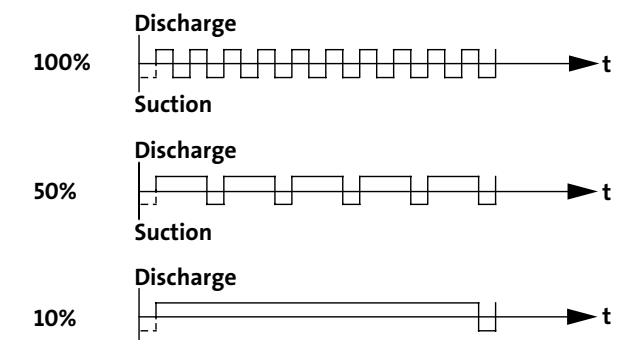 Discharge
100% t
Suction
Discharge
50% t
Suction
Discharge
10% t